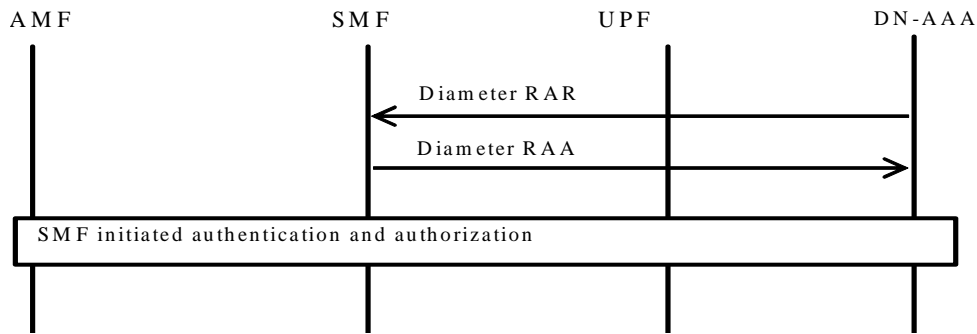 AMF SMF UPF DN-AAA
Diameter RAR
Diameter RAA
SMF initiated authentication and authorization